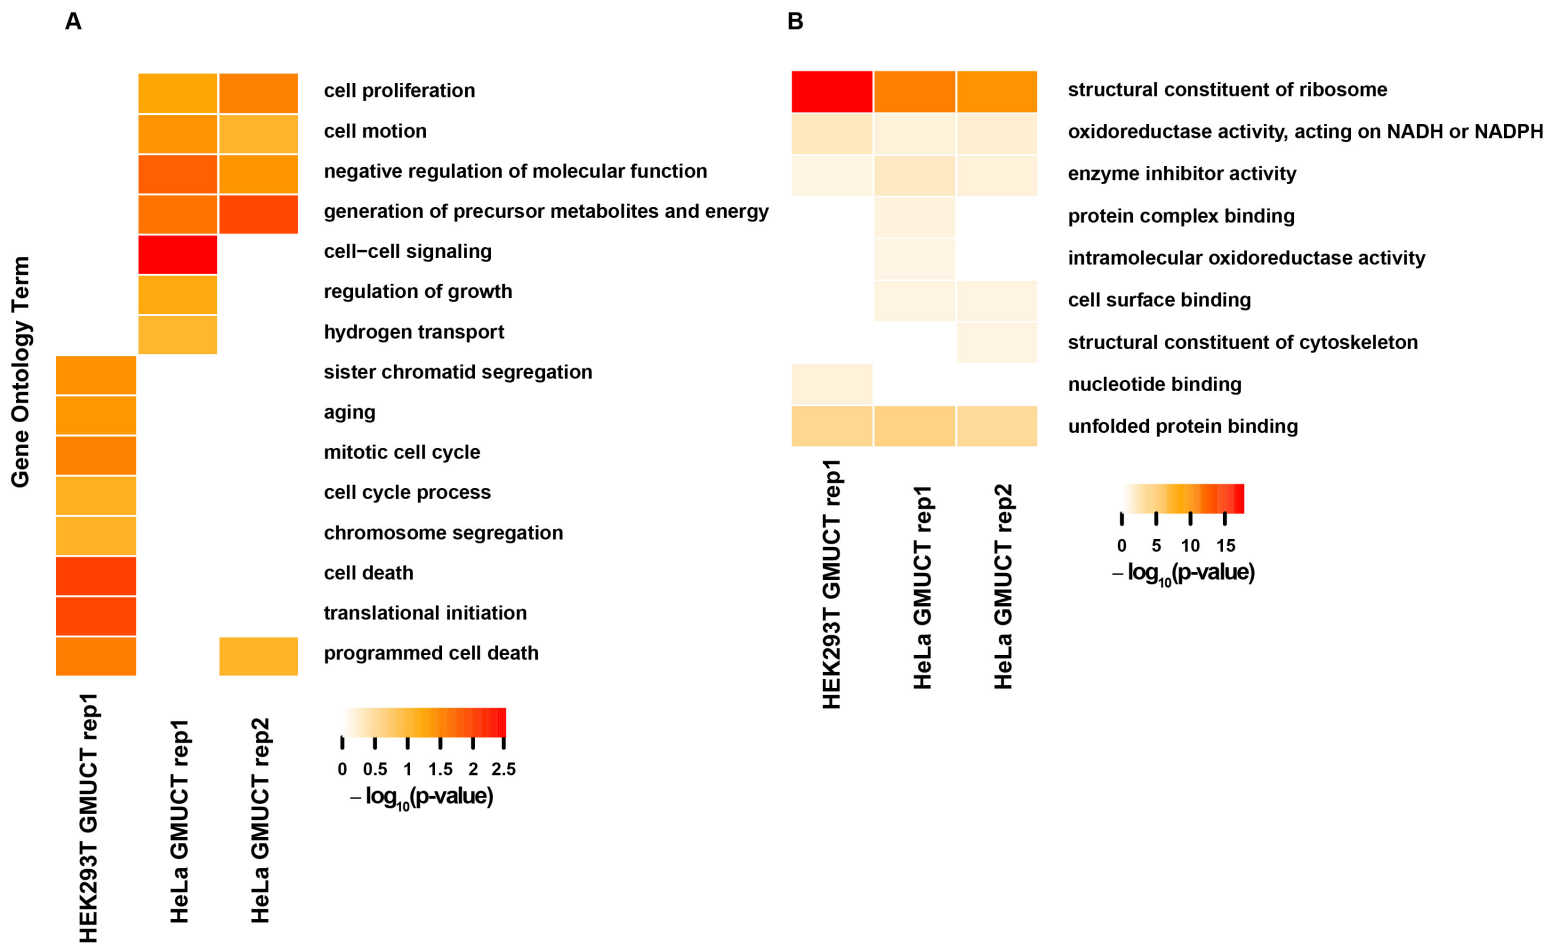 A
cell proliferation
cell motion
negative regulation of molecular function
generation of precursor metabolites and energy
cell−cell signaling
regulation of growth
hydrogen transport
sister chromatid segregation
aging
mitotic cell cycle
cell cycle process
chromosome segregation
cell death
translational initiation
programmed cell death
Gene Ontology Term
HEK293T GMUCT rep1
HeLa GMUCT rep1
HeLa GMUCT rep2
0 0.5 1 1.5 2 2.5
– log10(p-value)
B
structural constituent of ribosome
oxidoreductase activity, acting on NADH or NADPH
enzyme inhibitor activity
protein complex binding
intramolecular oxidoreductase activity
cell surface binding
structural constituent of cytoskeleton
nucleotide binding
unfolded protein binding
HEK293T GMUCT rep1
HeLa GMUCT rep1
HeLa GMUCT rep2
0 5 10 15
– log10(p-value)